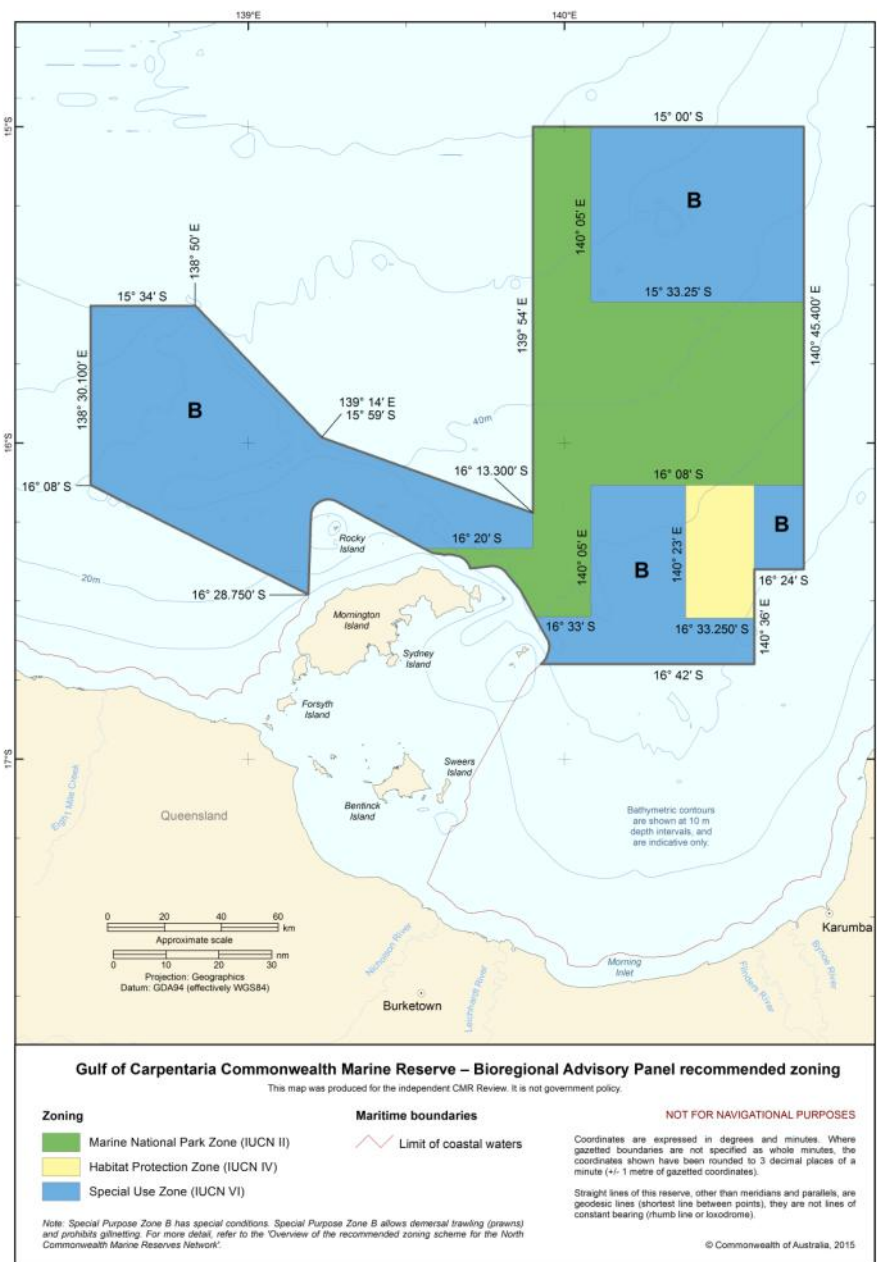 139°E
140°E
15°S
15° 00' S
B
140° 05' E
138° 50' E
15° 34' S
15° 33.25' S
139° 54' E
140° 45.400' E
138° 30.100' E
B
139° 14' E
15° 59' S
40m
16°S
16° 13.300' S
16° 08' S
16° 08' S
Rocky
Island
16° 20' S
140° 05' E
B
140° 23' E
B
20m
16° 28.750' S
16° 24' S
Mornington
Island
16° 33' S
16° 33.250' S
140° 36' E
Sydney
Island
16° 42' S
Forsyth
Island
17°S
Sweers
Island
Bentinck
Island
Queensland
Bathymetric contours
are shown at 10 m
depth intervals, and
are indicative only.
0 20 40 60
km
Approximate scale
0 10 20 30
nm
Projection: Geographics
Datum: GDA94 (effectively WGS84)
Nicholson River
Burketown
Leichhardt River
Morning
Inlet
Flinders River
Bynoe River
Karumba
Gulf of Carpentaria Commonwealth Marine Reserve – Bioregional Advisory Panel recommended zoning
This map was produced for the independent CMR Review. It is not government policy.
Zoning
Marine National Park Zone (IUCN II)
Habitat Protection Zone (IUCN IV)
Special Use Zone (IUCN VI)
Note: Special Purpose Zone B has special conditions. Special Purpose Zone B allows demersal trawling (prawns)
and prohibits gillnetting. For more detail, refer to the 'Overview of the recommended zoning scheme for the North
Commonwealth Marine Reserves Network'.
Maritime boundaries
Limit of coastal waters
NOT FOR NAVIGATIONAL PURPOSES
Coordinates are expressed in degrees and minutes. Where
gazetted boundaries are not specified as whole minutes, the
coordinates shown have been rounded to 3 decimal places of a
minute (+/- 1 metre of gazetted coordinates).
Straight lines of this reserve, other than meridians and parallels, are
geodesic lines (shortest line between points), they are not lines of
constant bearing (rhumb line or loxodrome).
© Commonwealth of Australia, 2015